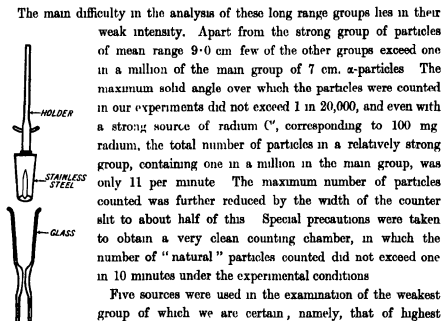 The main difficulty in the analysis of these long range groups lies in their
weak intensity. Apart from the strong group of particles
of mean range 9·0 cm few of the other groups exceed one
in a million of the main group of 7 cm. α-particles The
maximum solid angle over which the particles were counted
in our experiments did not exceed 1 in 20,000, and even with
a strong source of radium C″, corresponding to 100 mg
radium, the total number of particles in a relatively strong
group, containing one in a million in the main group, was
only 11 per minute The maximum number of particles
counted was further reduced by the width of the counter
slit to about half of this Special precautions were taken
to obtain a very clean counting chamber, in which the
number of "natural" particles counted did not exceed one
in 10 minutes under the experimental conditions
Five sources were used in the examination of the weakest
group of which we are certain, namely, that of highest
HOLDER
STAINLESS
STEEL
GLASS